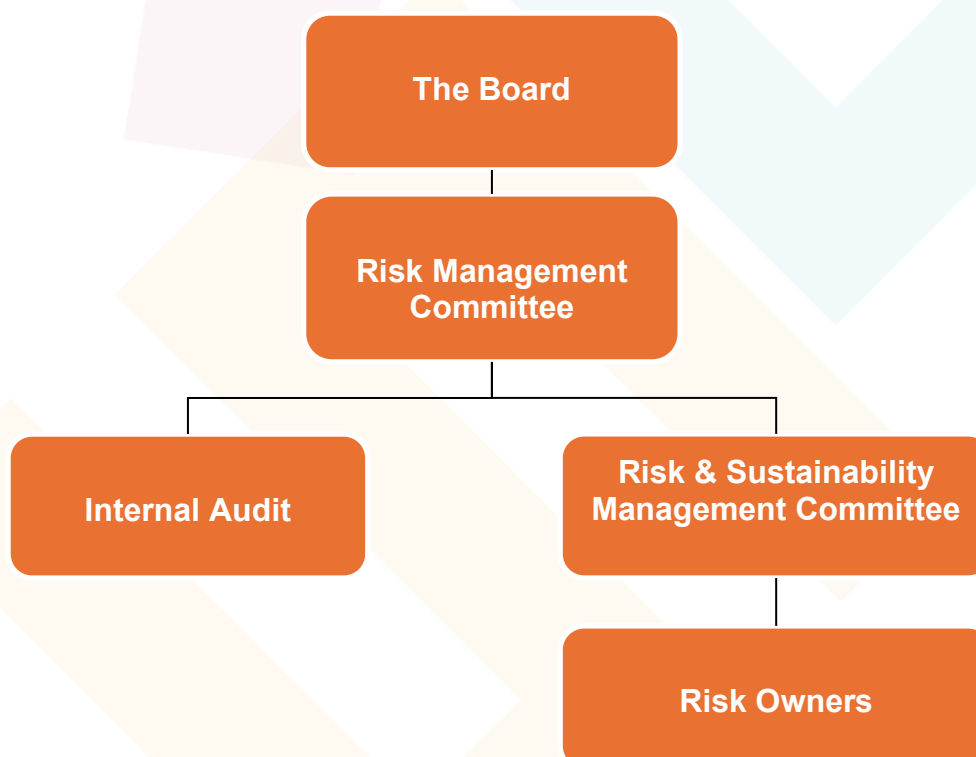 The Board
Risk Management
Committee
Internal Audit
Risk & Sustainability
Management Committee
Risk Owners